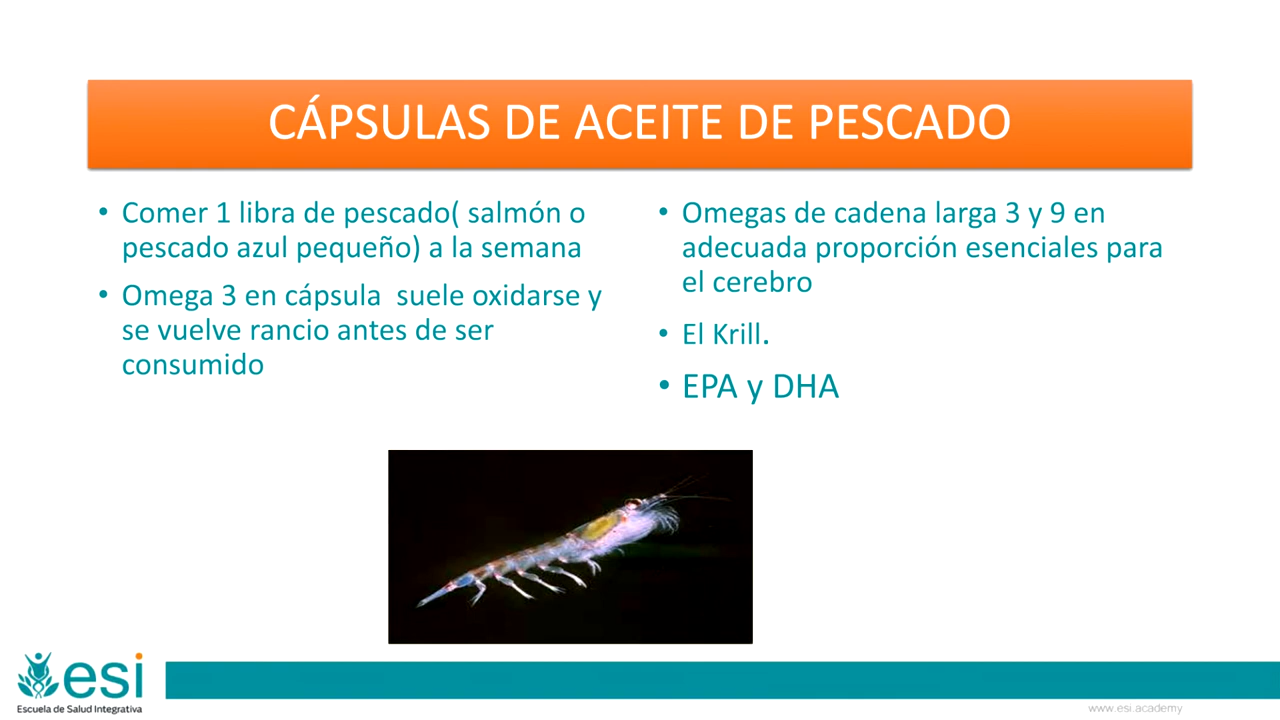 CÁPSULAS DE ACEITE DE PESCADO
• Comer 1 libra de pescado( salmón o
pescado azul pequeño) a la semana
• Omega 3 en cápsula  suele oxidarse y
se vuelve rancio antes de ser
consumido
• Omegas de cadena larga 3 y 9 en
adecuada proporción esenciales para
el cerebro
• El Krill.
• EPA y DHA
esi
Escuela de Salud Integrativa
www.esi.academy